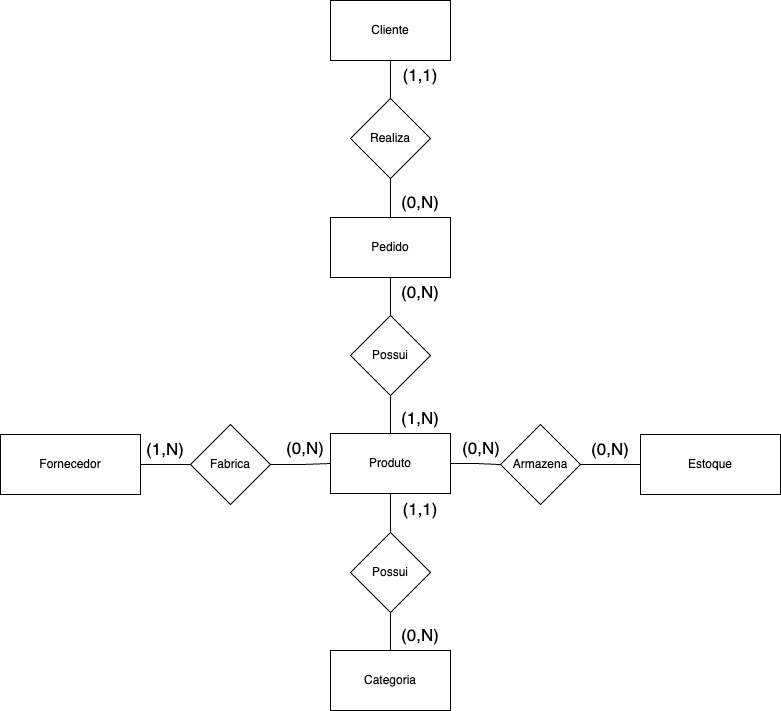 Cliente
(1,1)
Realiza
(0,N)
Pedido
(0,N)
Possui
(1,N)
Fornecedor
(1,N)
Fabrica
(0,N)
Produto
(0,N)
Armazena
(0,N)
Estoque
(1,1)
Possui
(0,N)
Categoria